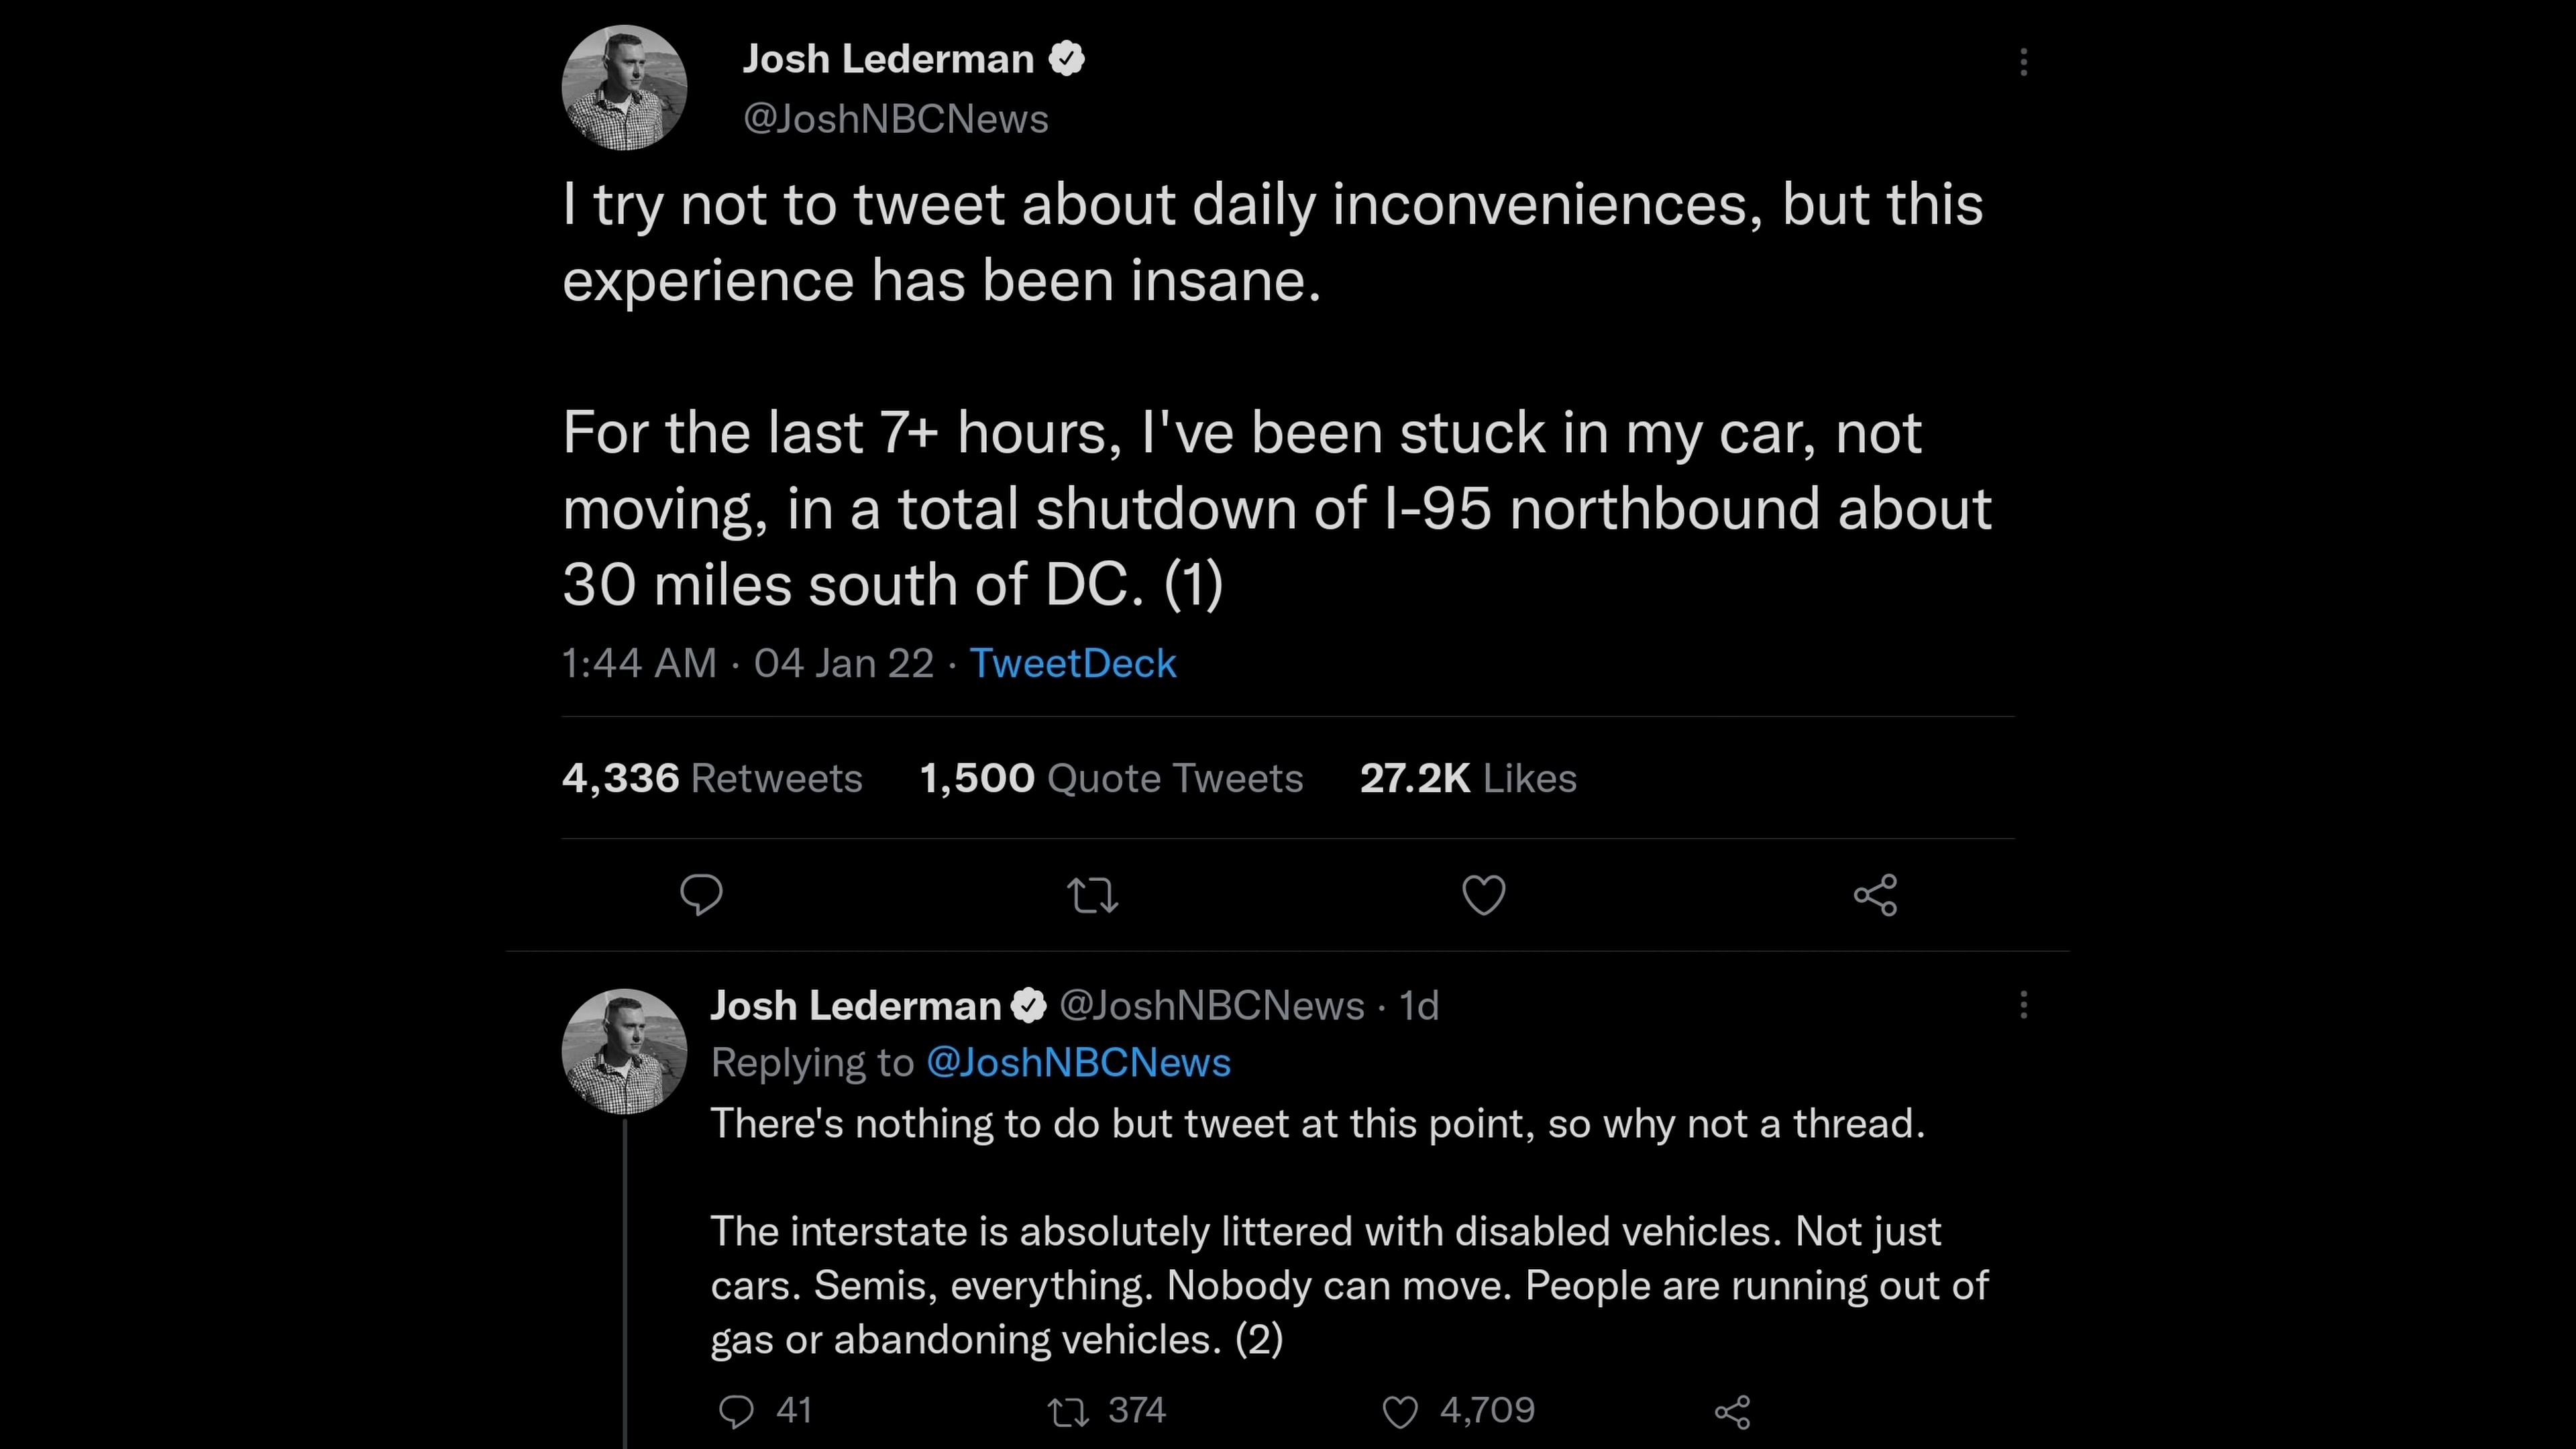 Josh Lederman
@JoshNBCNews
I try not to tweet about daily inconveniences, but this
experience has been insane.
For the last 7+ hours, I've been stuck in my car, not
moving, in a total shutdown of I-95 northbound about
30 miles south of DC. (1)
1:44 AM · 04 Jan 22 · TweetDeck
4,336 Retweets 1,500 Quote Tweets 27.2K Likes
Josh Lederman @JoshNBCNews · 1d
Replying to @JoshNBCNews
There's nothing to do but tweet at this point, so why not a thread.
The interstate is absolutely littered with disabled vehicles. Not just
cars. Semis, everything. Nobody can move. People are running out of
gas or abandoning vehicles. (2)
41 374 4,709